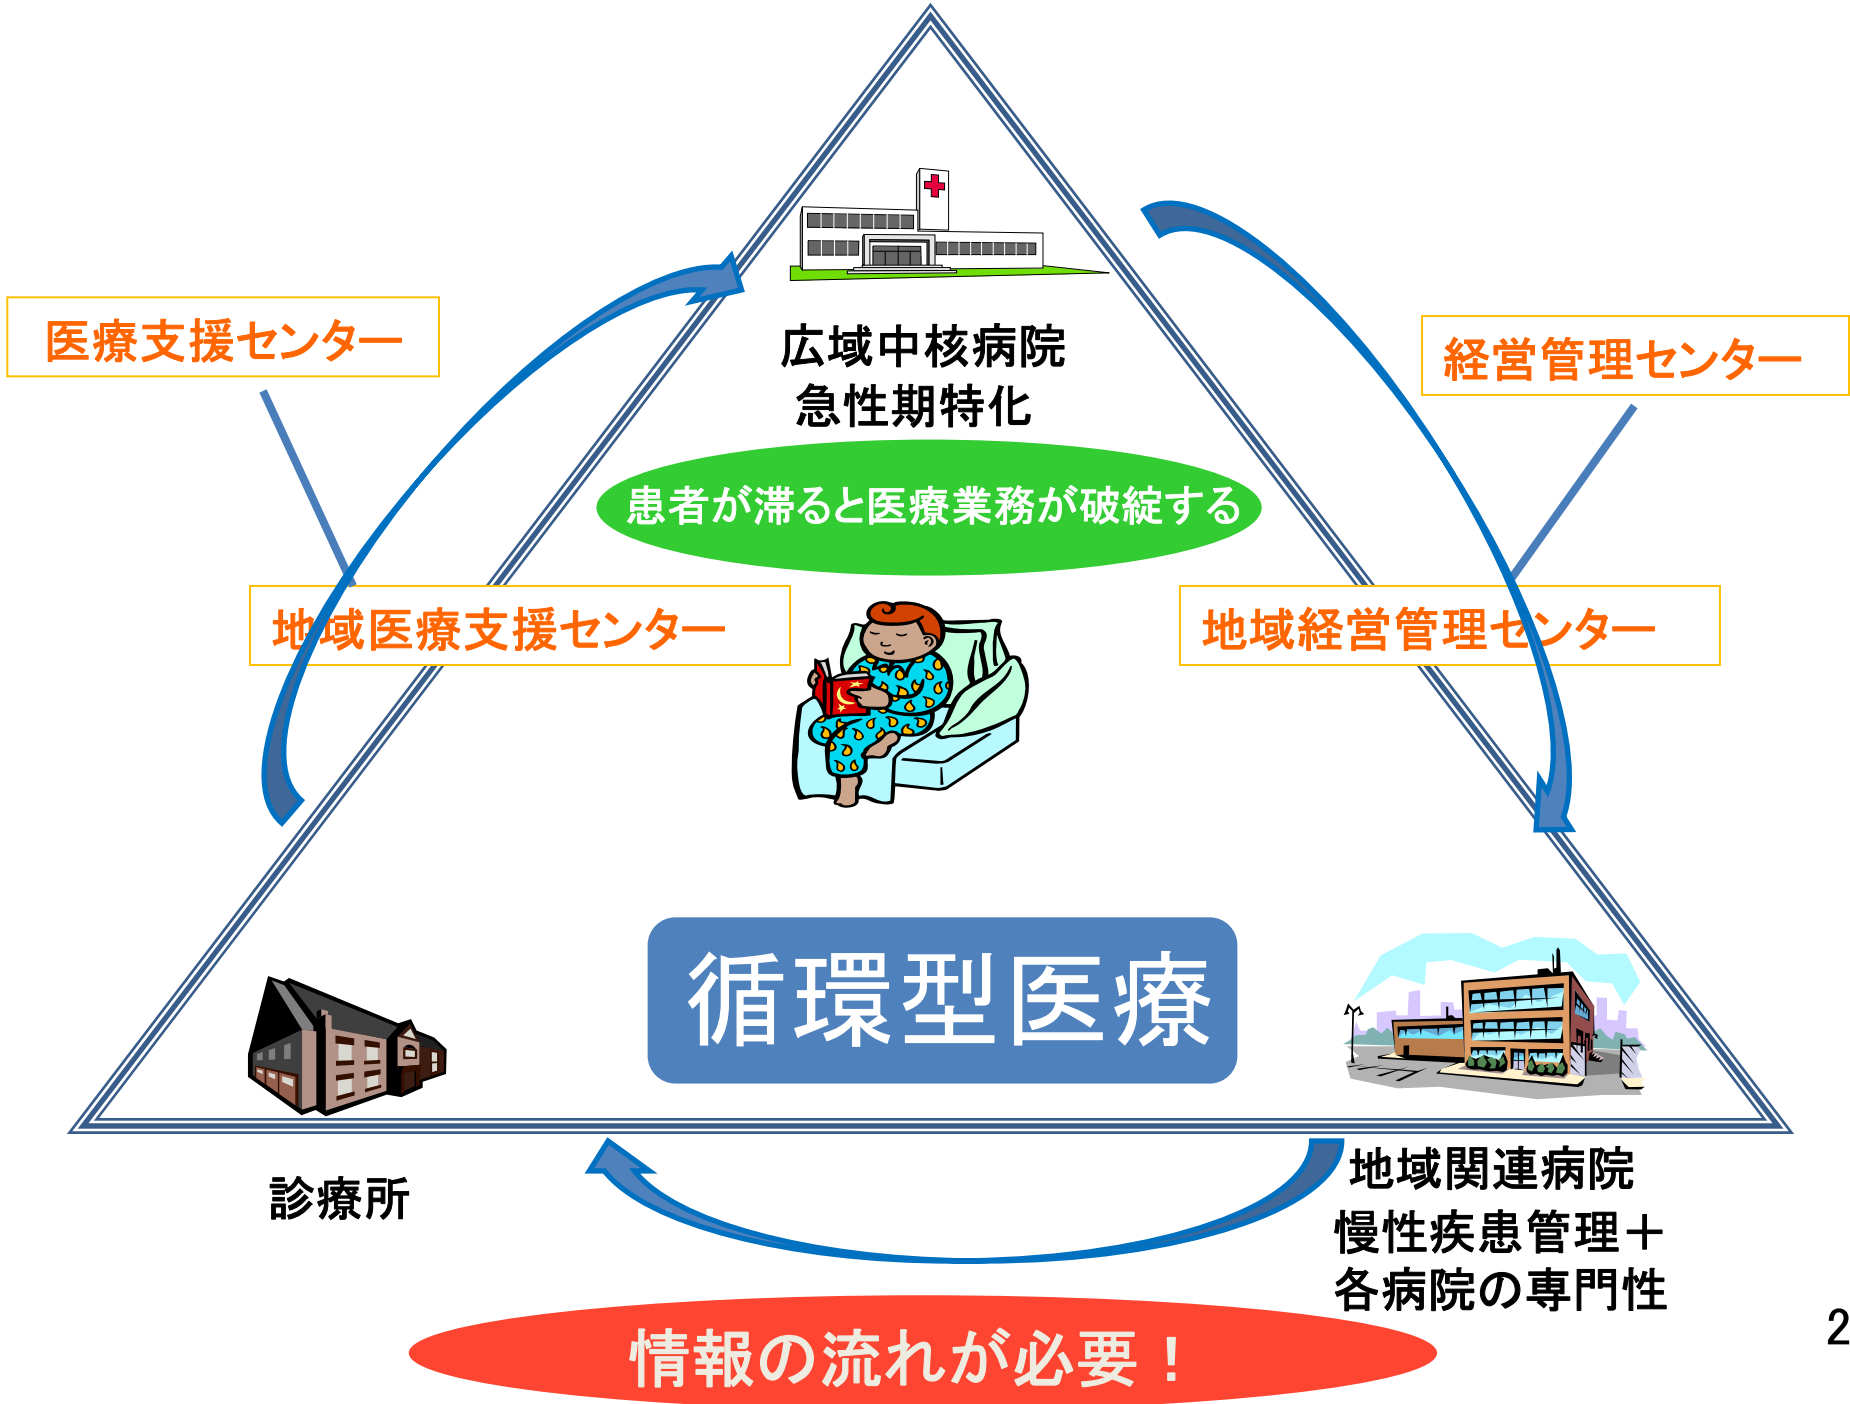 医療支援センター
経営管理センター
広域中核病院
急性期特化
患者が滞ると医療業務が破綻する
地域医療支援センター
地域経営管理センター
循環型医療
診療所
地域関連病院
慢性疾患管理＋
各病院の専門性
情報の流れが必要！
2